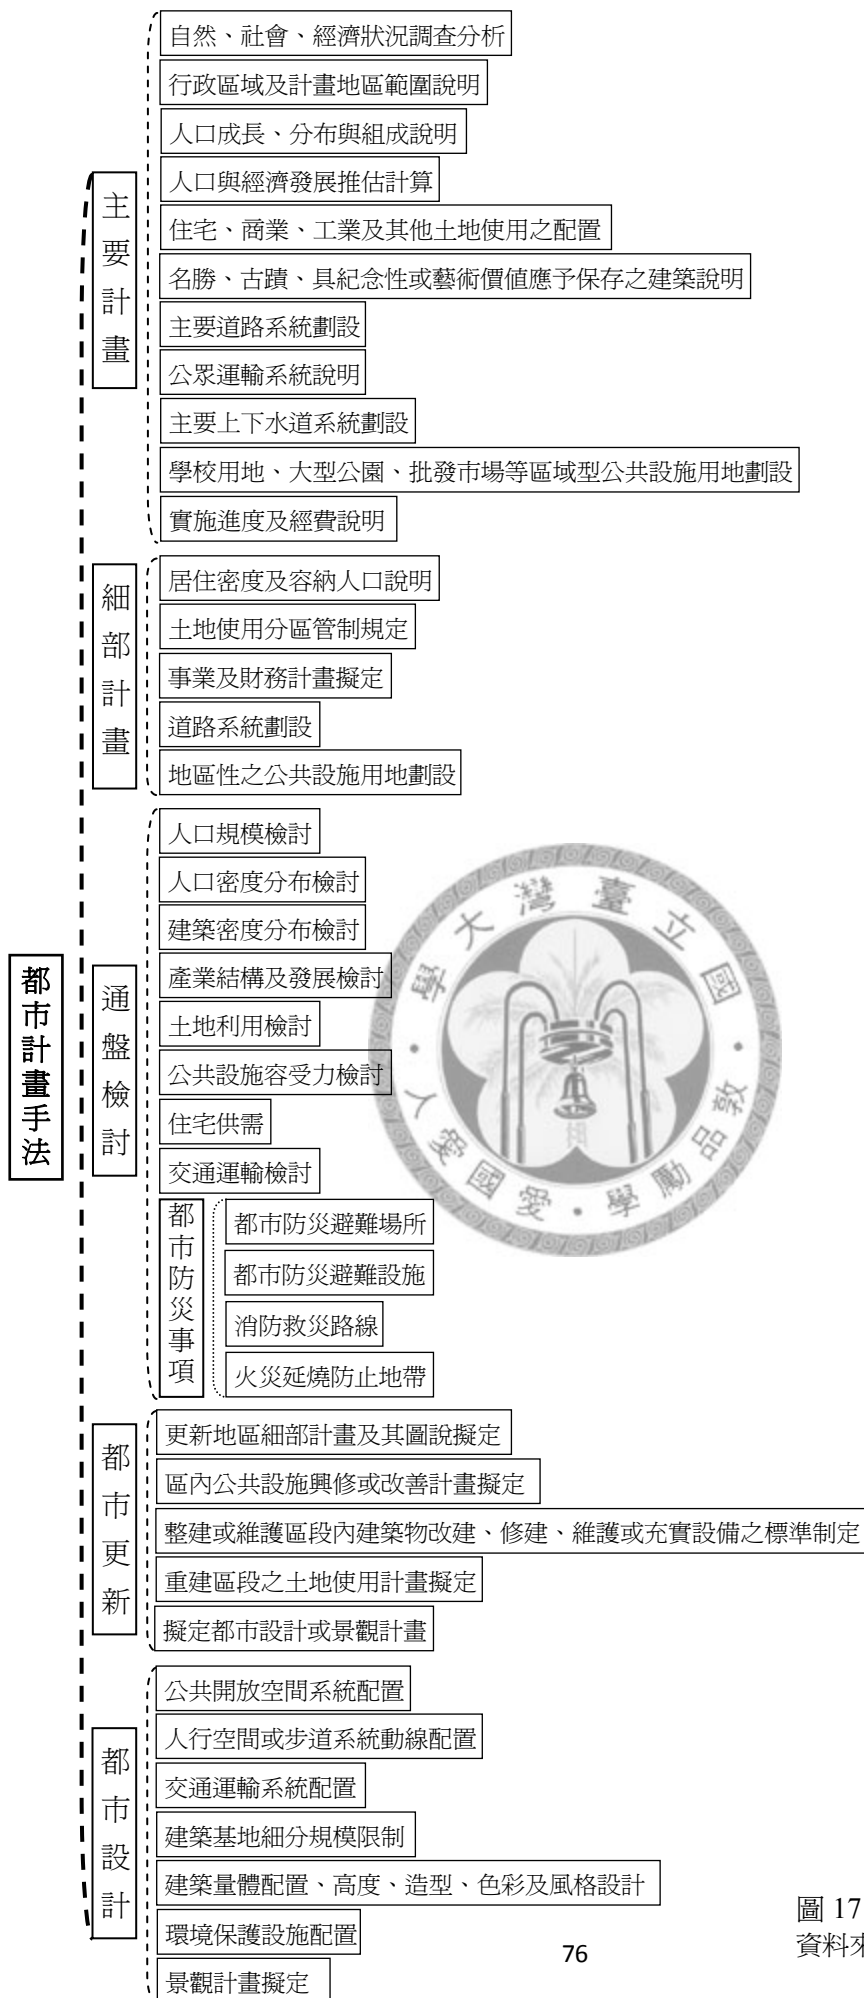 都市計畫手法
主要計畫
自然、社會、經濟狀況調查分析
行政區域及計畫地區範圍說明
人口成長、分布與組成說明
人口與經濟發展推估計算
住宅、商業、工業及其他土地使用之配置
名勝、古蹟、具紀念性或藝術價值應予保存之建築說明
主要道路系統劃設
公眾運輸系統說明
主要上下水道系統劃設
學校用地、大型公園、批發市場等區域型公共設施用地劃設
實施進度及經費說明
細部計畫
居住密度及容納人口說明
土地使用分區管制規定
事業及財務計畫擬定
道路系統劃設
地區性之公共設施用地劃設
通盤檢討
人口規模檢討
人口密度分布檢討
建築密度分布檢討
產業結構及發展檢討
土地利用檢討
公共設施容受力檢討
住宅供需
交通運輸檢討
都市防災事項
都市防災避難場所
都市防災避難設施
消防救災路線
火災延燒防止地帶
都市更新
更新地區細部計畫及其圖說擬定
區內公共設施興修或改善計畫擬定
整建或維護區段內建築物改建、修建、維護或充實設備之標準制定
重建區段之土地使用計畫擬定
擬定都市設計或景觀計畫
都市設計
公共開放空間系統配置
人行空間或步道系統動線配置
交通運輸系統配置
建築基地細分規模限制
建築量體配置、高度、造型、色彩及風格設計
環境保護設施配置
景觀計畫擬定
國立臺灣大學
敦品勵學・愛國愛人
圖 17
資料來
76